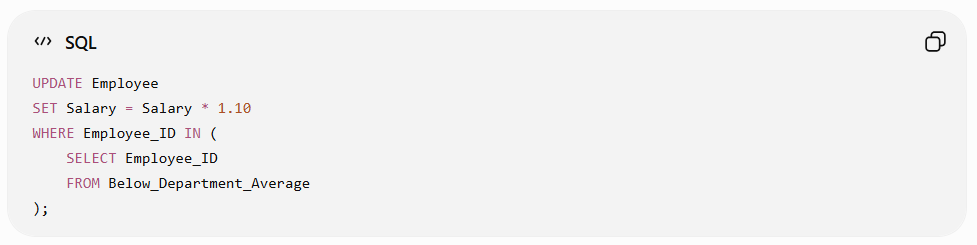 </> SQL
UPDATE Employee
SET Salary = Salary * 1.10
WHERE Employee_ID IN (
    SELECT Employee_ID
    FROM Below_Department_Average
);